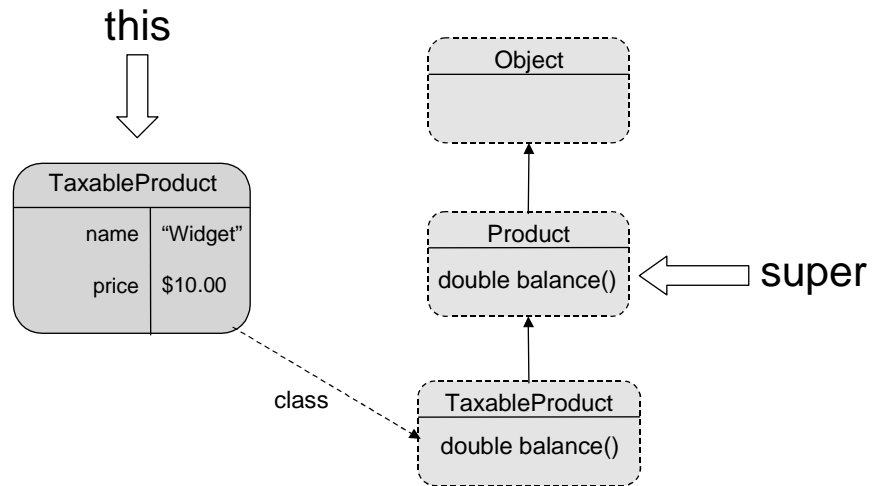 this
TaxableProduct
name “Widget”
price $10.00
class
Object
Product
double balance()
super
TaxableProduct
double balance()